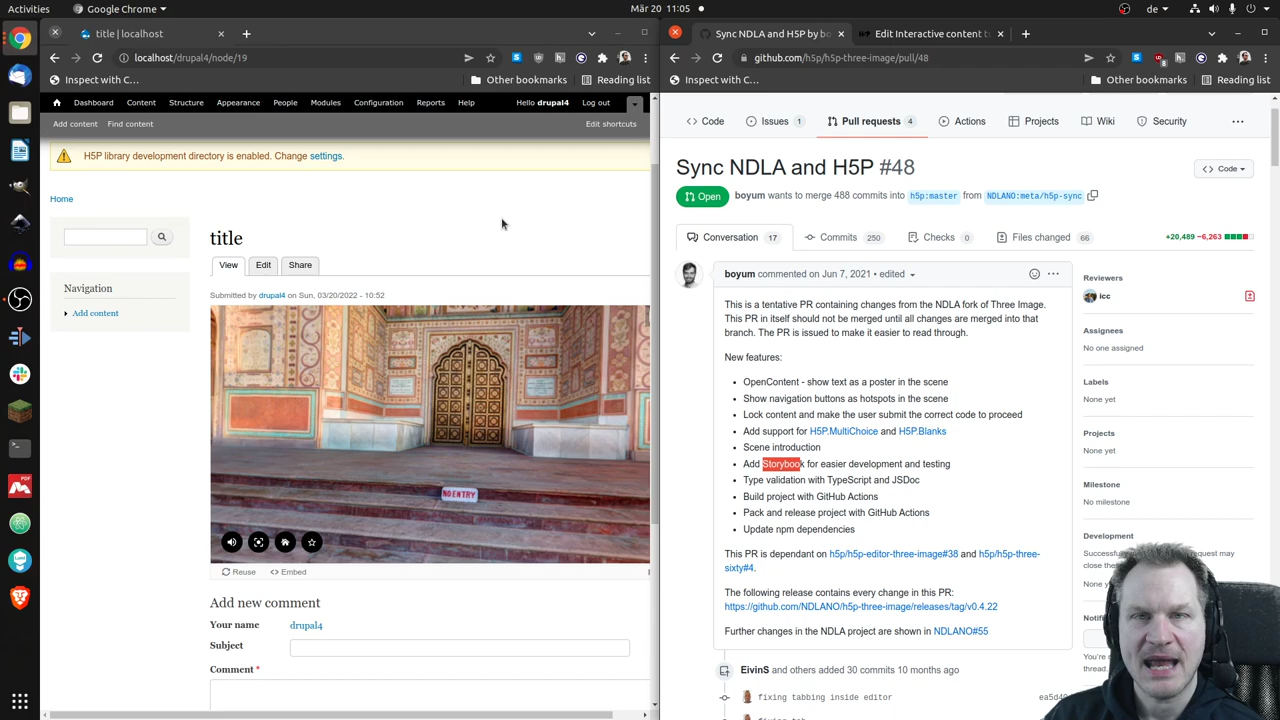 Activities
Google Chrome
Mär 20 11:05
title | localhost
localhost/drupal4/node/19
Inspect with C…
Other bookmarks
Reading list
Dashboard
Content
Structure
Appearance
People
Modules
Configuration
Reports
Help
Hello drupal4
Log out
Add content
Find content
Edit shortcuts
H5P library development directory is enabled. Change settings.
Home
title
View
Edit
Share
Navigation
Add content
Submitted by drupal4 on Sun, 03/20/2022 - 10:52
NO ENTRY
Reuse
<> Embed
Add new comment
Your name
drupal4
Subject
Comment *
Sync NDLA and H5P by bo
Edit Interactive content ty
github.com/h5p/h5p-three-image/pull/48
Inspect with C…
Other bookmarks
Reading list
Code
Issues 1
Pull requests 4
Actions
Projects
Wiki
Security
Sync NDLA and H5P #48
Code
Open
boyum wants to merge 488 commits into h5p:master from NDLANO:meta/h5p-sync
Conversation 17
Commits 250
Checks 0
Files changed 66
+20,489 −6,263
boyum commented on Jun 7, 2021 • edited
This is a tentative PR containing changes from the NDLA fork of Three Image.
This PR in itself should not be merged until all changes are merged into that
branch. The PR is issued to make it easier to read through.
New features:
• OpenContent - show text as a poster in the scene
• Show navigation buttons as hotspots in the scene
• Lock content and make the user submit the correct code to proceed
• Add support for H5P.MultiChoice and H5P.Blanks
• Scene introduction
• Add Storybook for easier development and testing
• Type validation with TypeScript and JSDoc
• Build project with GitHub Actions
• Pack and release project with GitHub Actions
• Update npm dependencies
This PR is dependant on h5p/h5p-editor-three-image#38 and h5p/h5p-three-
sixty#4.
The following release contains every change in this PR:
https://github.com/NDLANO/h5p-three-image/releases/tag/v0.4.22
Further changes in the NDLA project are shown in NDLANO#55
EivinS and others added 30 commits 10 months ago
fixing tabbing inside editor
ea5d40
fixing tab
Reviewers
icc
Assignees
No one assigned
Labels
None yet
Projects
None yet
Milestone
No milestone
Development
Successfu
request may
close the
None y
Notifi
You're
thread.